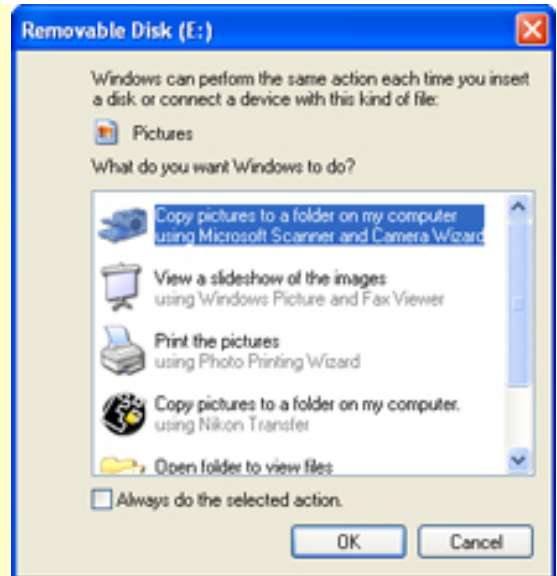 Removable Disk (E:)
Windows can perform the same action each time you insert
a disk or connect a device with this kind of file:
Pictures
What do you want Windows to do?
Copy pictures to a folder on my computer
using Microsoft Scanner and Camera Wizard
View a slideshow of the images
using Windows Picture and Fax Viewer
Print the pictures
using Photo Printing Wizard
Copy pictures to a folder on my computer.
using Nikon Transfer
Open folder to view files
Always do the selected action.
OK
Cancel